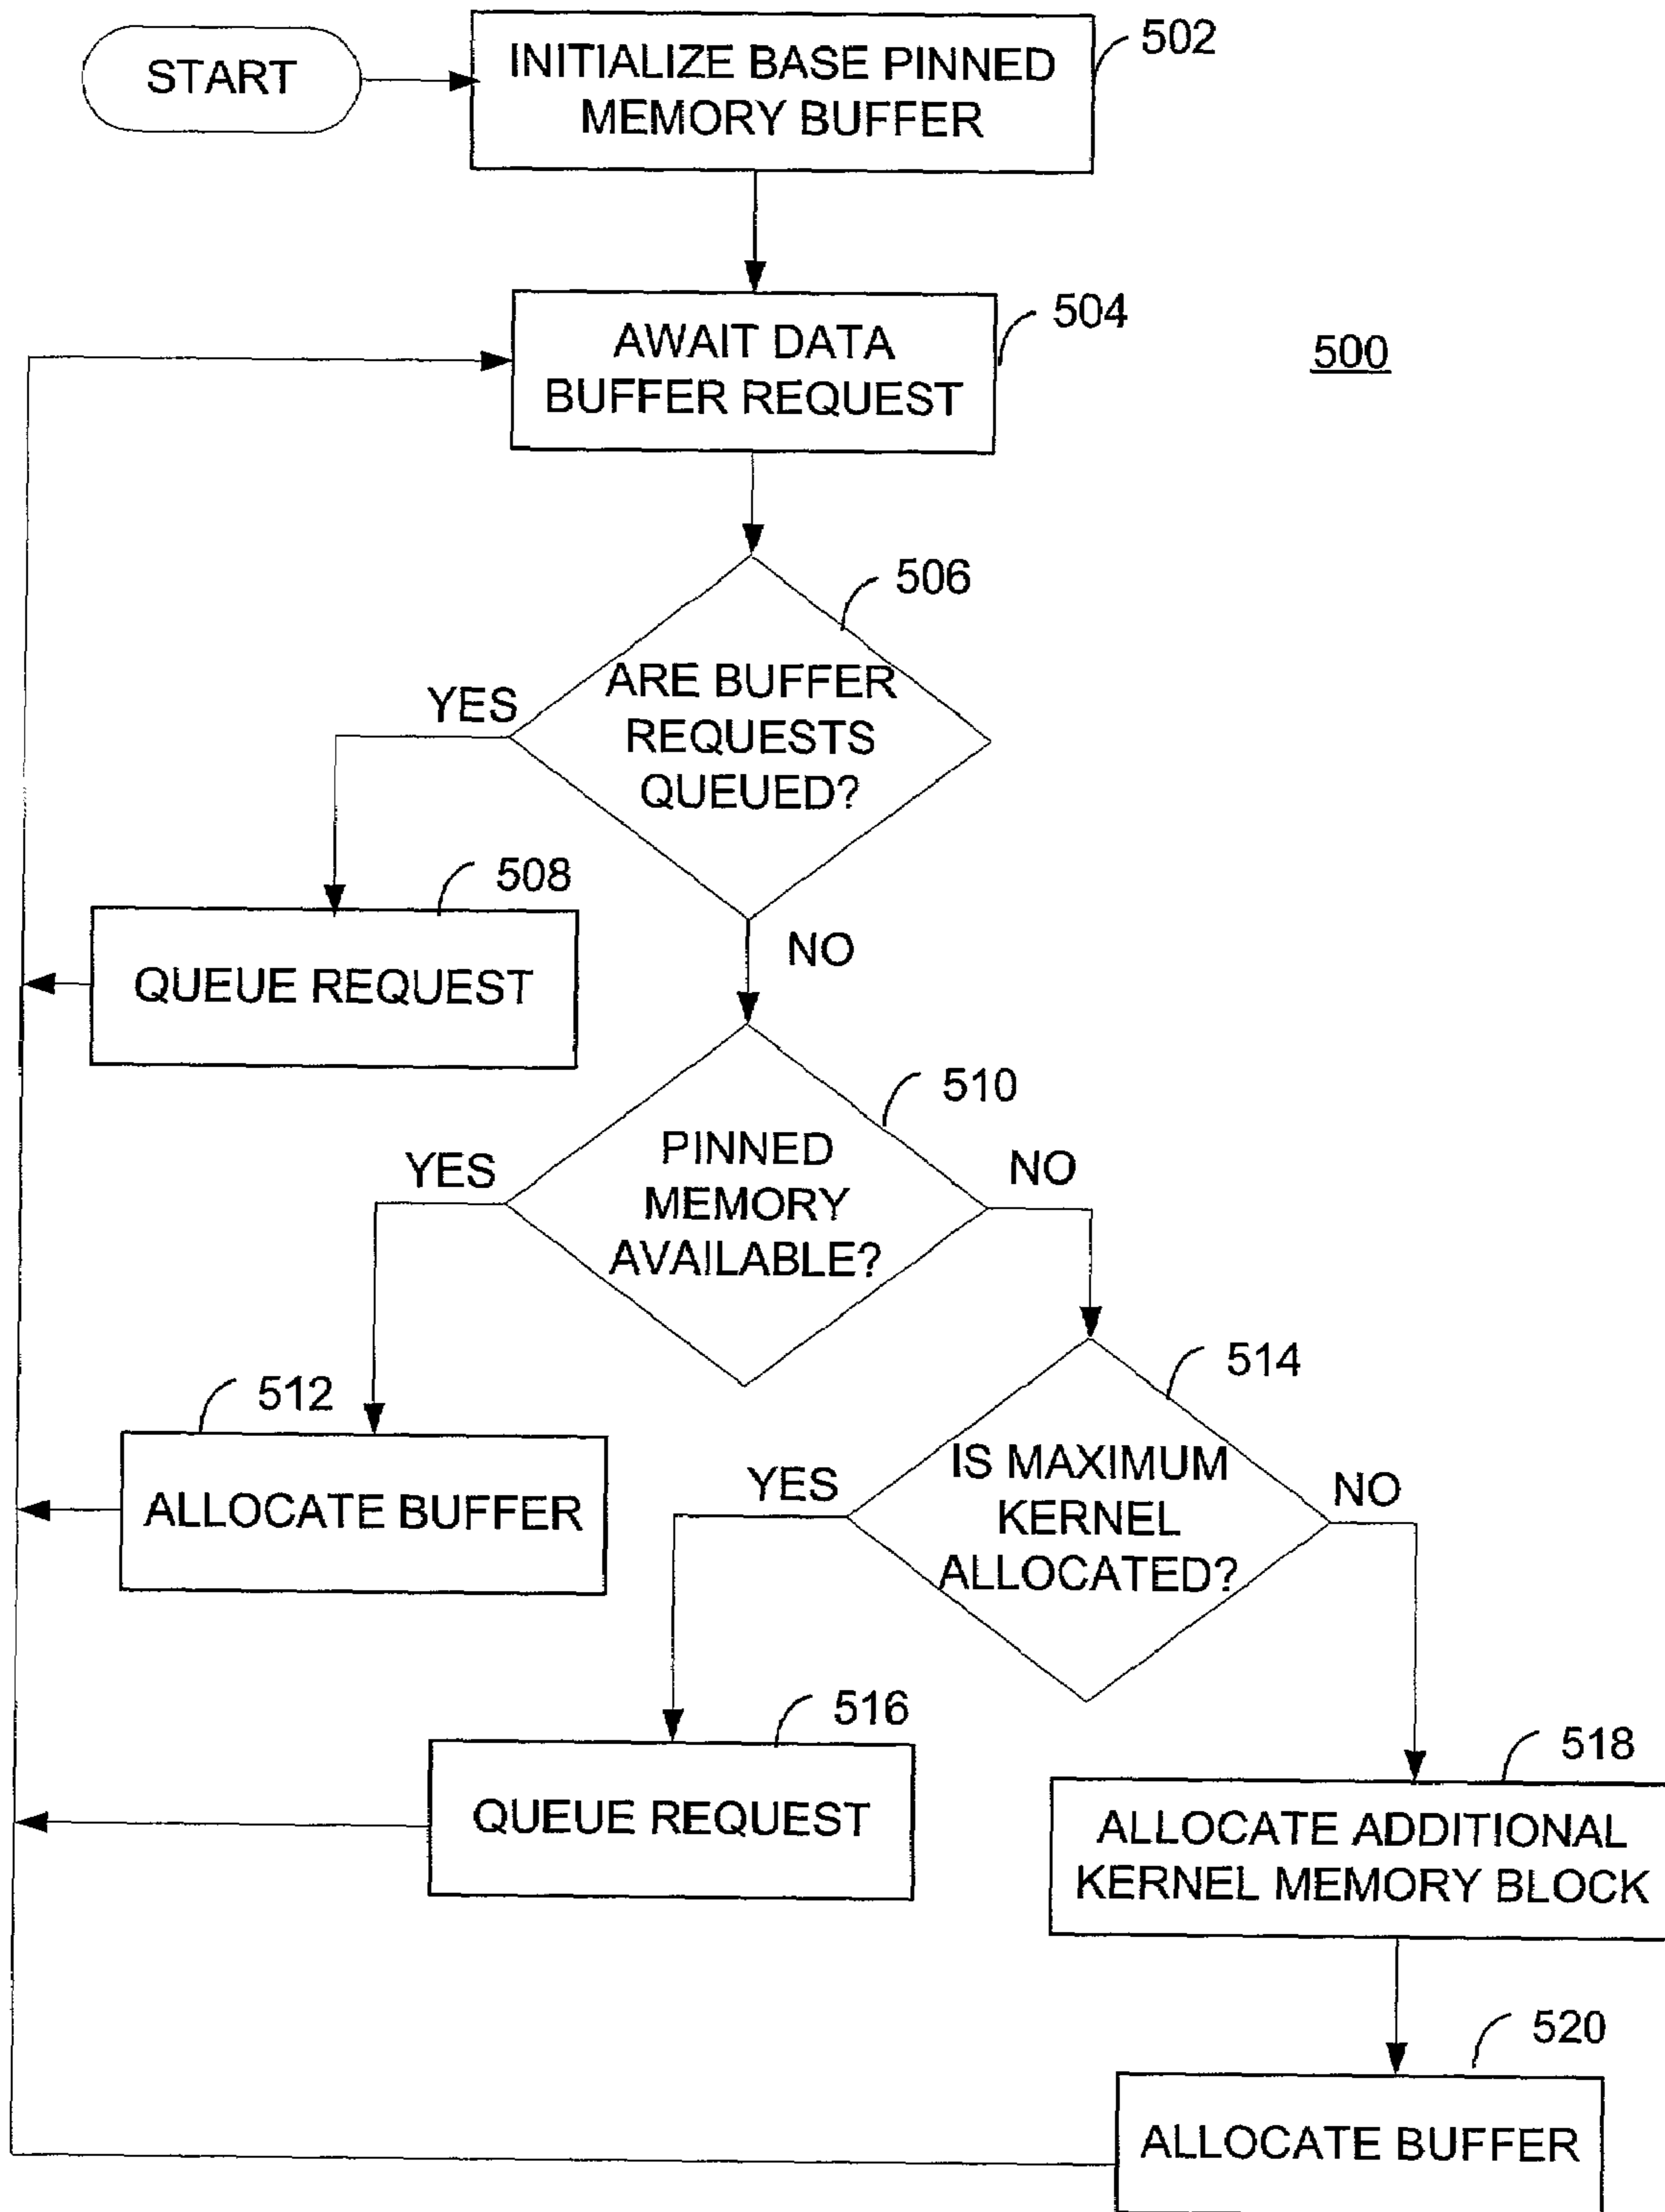 START
INITIALIZE BASE PINNED
MEMORY BUFFER
502
AWAIT DATA
BUFFER REQUEST
504
500
506
ARE BUFFER
REQUESTS
QUEUED?
YES
NO
508
QUEUE REQUEST
510
PINNED
MEMORY
AVAILABLE?
YES
NO
512
ALLOCATE BUFFER
514
IS MAXIMUM
KERNEL
ALLOCATED?
YES
NO
516
QUEUE REQUEST
518
ALLOCATE ADDITIONAL
KERNEL MEMORY BLOCK
520
ALLOCATE BUFFER